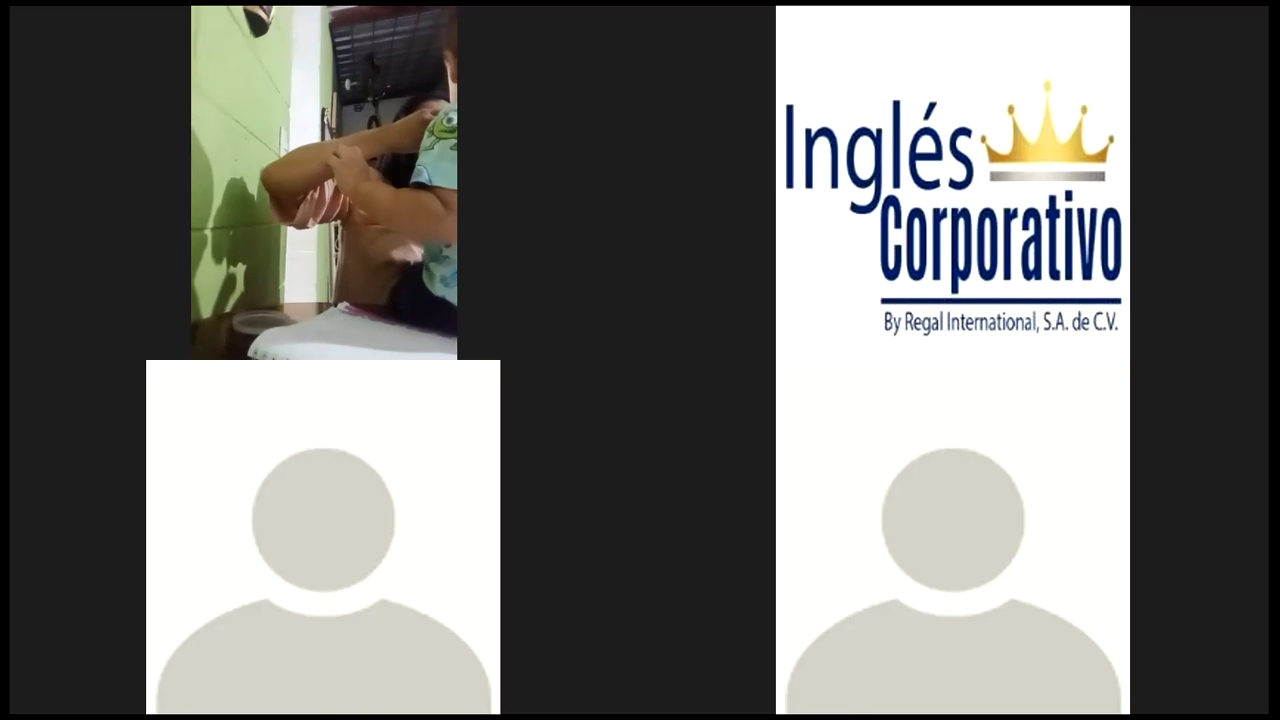 Inglés
Corporativo
By Regal International, S.A. de C.V.